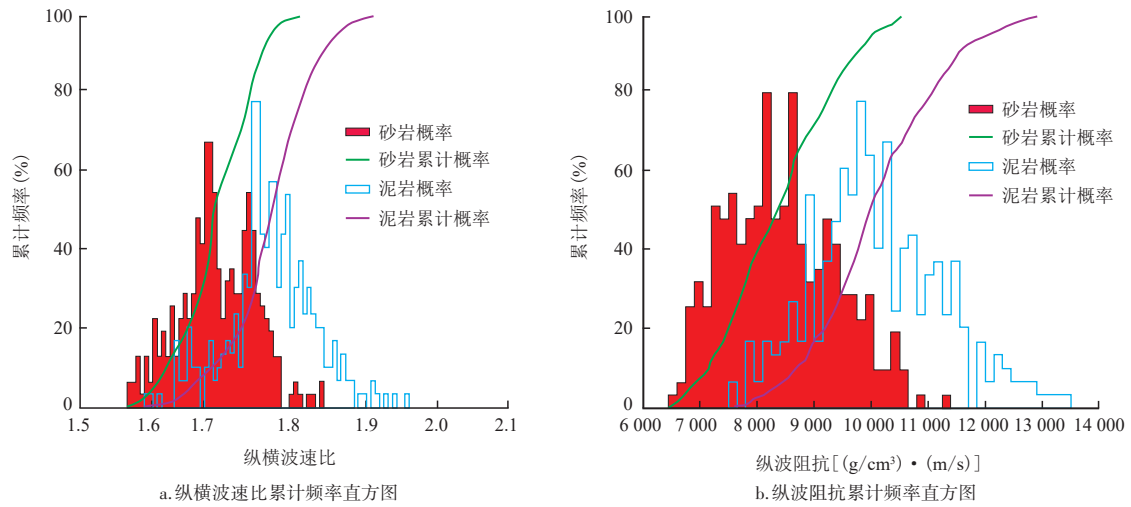 100
80
60
40
20
0
累计频率(%)
砂岩概率
砂岩累计概率
泥岩概率
泥岩累计概率
1.5
1.6
1.7
1.8
1.9
2.0
2.1
纵横波速比
a.纵横波速比累计频率直方图
100
80
60
40
20
0
累计频率(%)
砂岩概率
砂岩累计概率
泥岩概率
泥岩累计概率
6 000
7 000
8 000
9 000
10 000
11 000
12 000
13 000
14 000
纵波阻抗[(g/cm³)·(m/s)]
b.纵波阻抗累计频率直方图